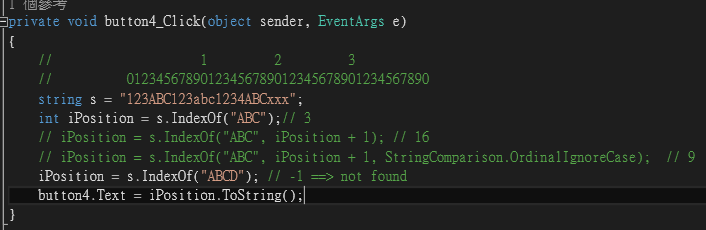 1 個參考
private void button4_Click(object sender, EventArgs e)
{
//                     1         2         3
//           0123456789012345678901234567890
string s = "123ABC123abc1234ABCxxx";
int iPosition = s.IndexOf("ABC");// 3
// iPosition = s.IndexOf("ABC", iPosition + 1); // 16
// iPosition = s.IndexOf("ABC", iPosition + 1, StringComparison.OrdinalIgnoreCase);  // 9
iPosition = s.IndexOf("ABCD"); // -1 ==> not found
button4.Text = iPosition.ToString();
}